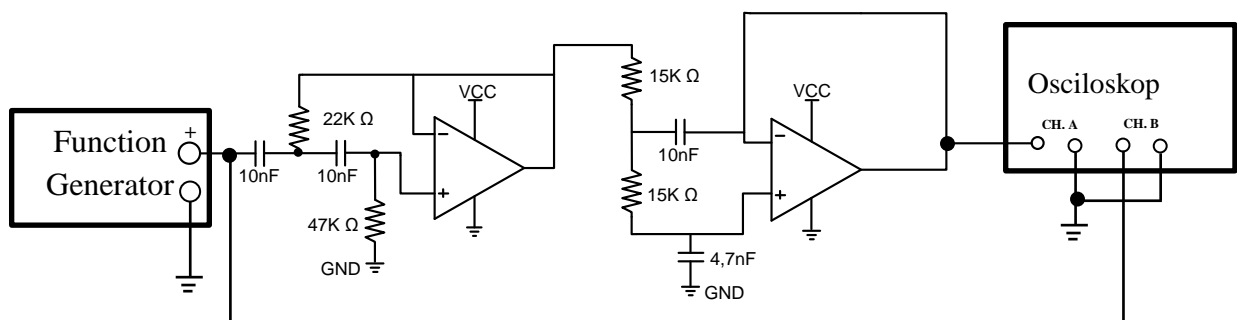 Function
Generator
+
10nF
22K Ω
10nF
47K Ω
GND
VCC
−
+
15K Ω
15K Ω
10nF
4,7nF
GND
VCC
−
+
Osciloskop
CH. A
CH. B